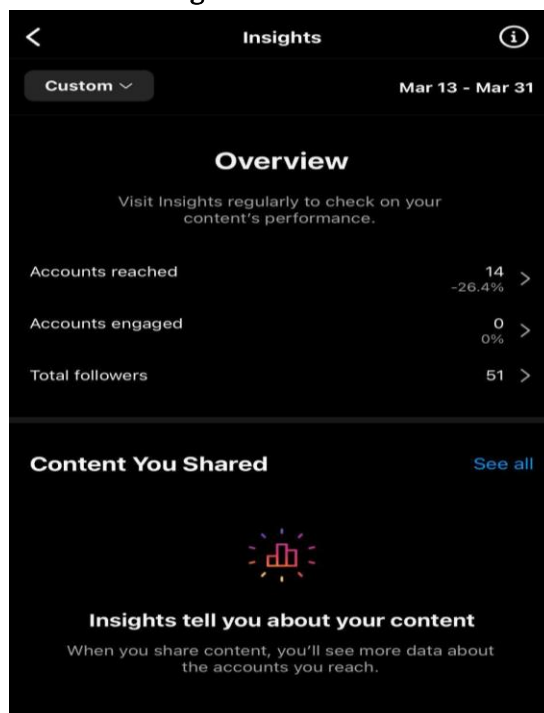 Insights
Custom
Mar 13 - Mar 31
Overview
Visit Insights regularly to check on your
content's performance.
Accounts reached
14
-26.4%
Accounts engaged
0
0%
Total followers
51
Content You Shared
See all
Insights tell you about your content
When you share content, you'll see more data about
the accounts you reach.